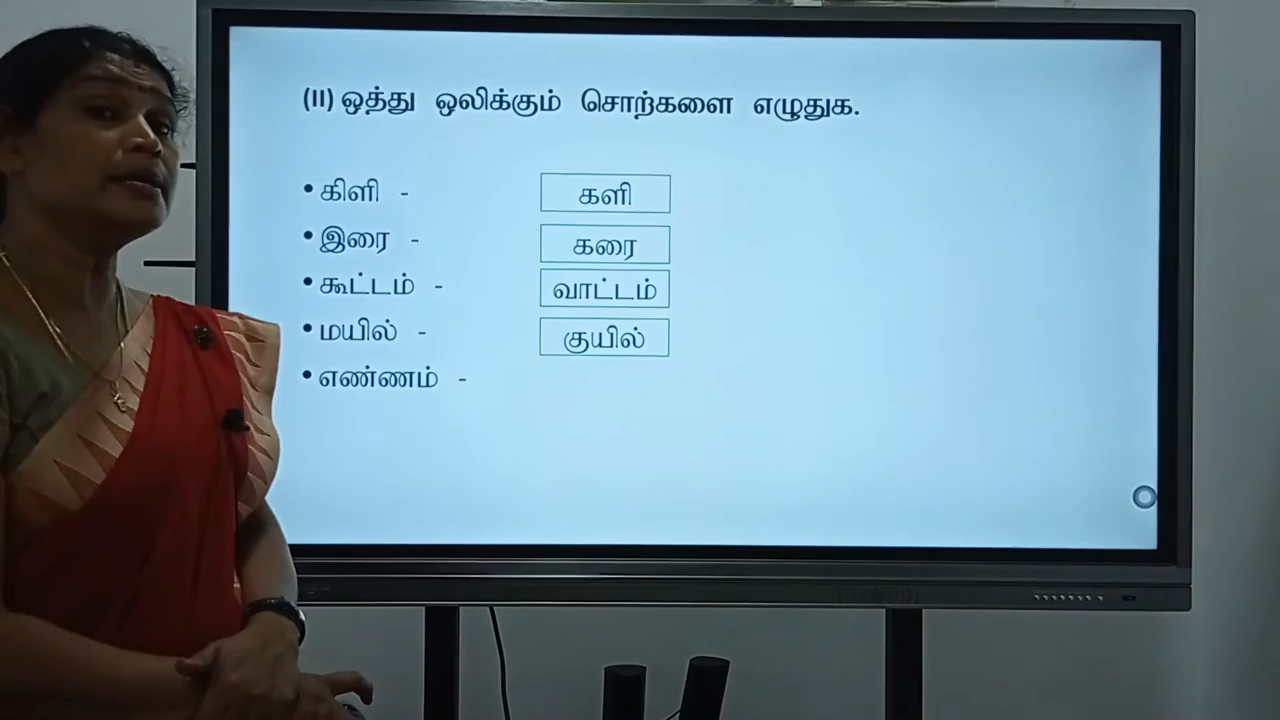 (II) ஒத்து ஒலிக்கும் சொற்களை எழுதுக.
• கிளி - களி
• இரை - கரை
• கூட்டம் - வாட்டம்
• மயில் - குயில்
• எண்ணம் -